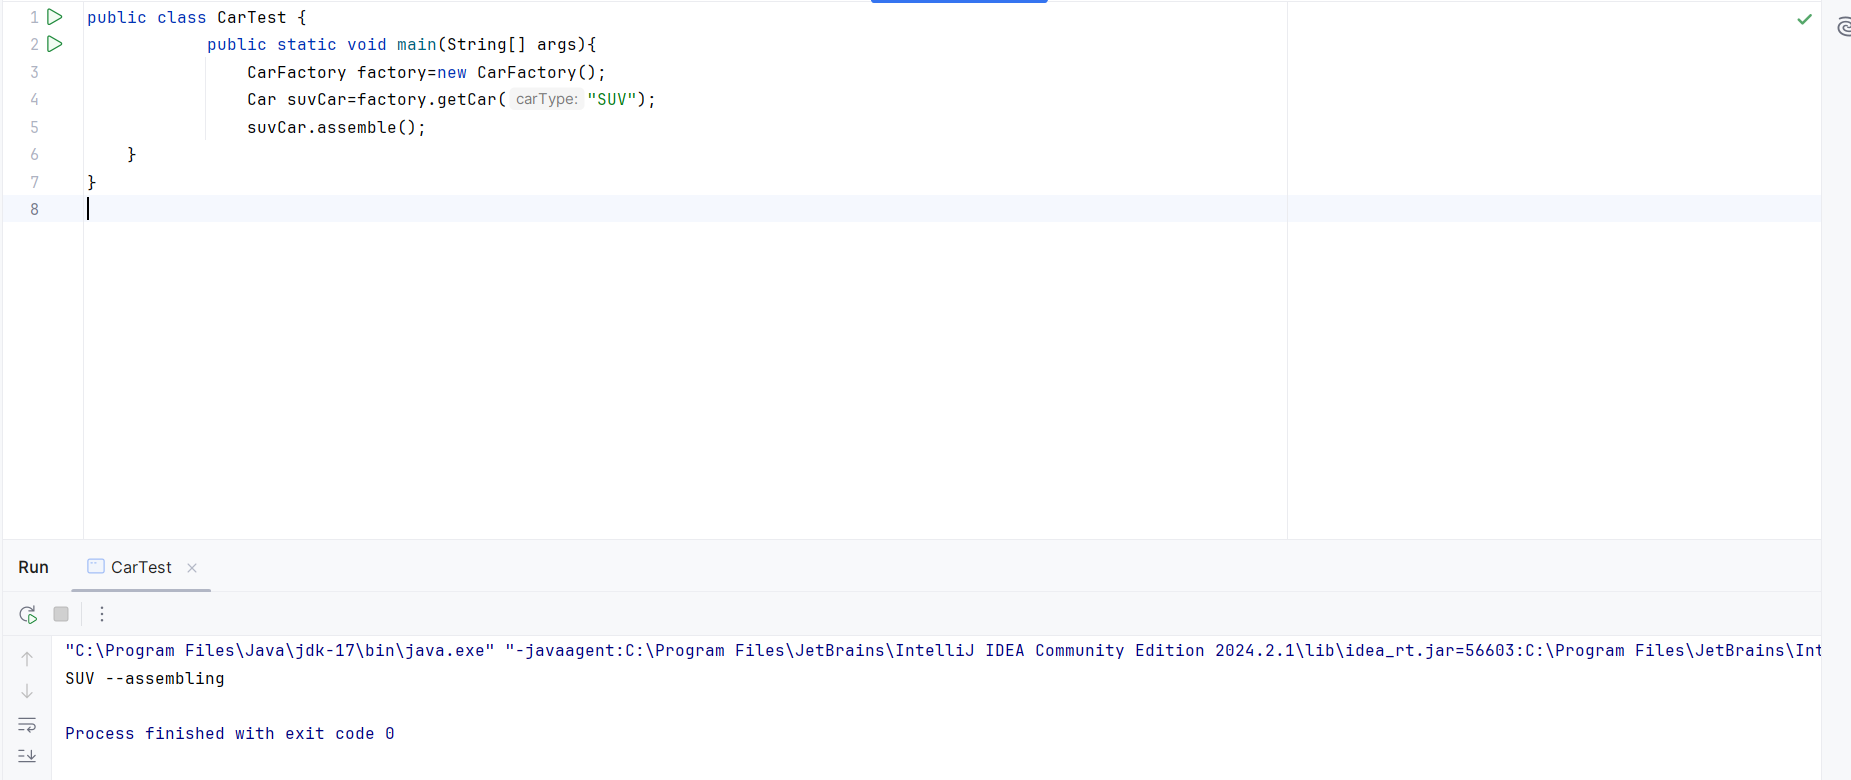 1 public class CarTest {
2 public static void main(String[] args){
3 CarFactory factory=new CarFactory();
4 Car suvCar=factory.getCar( carType: "SUV");
5 suvCar.assemble();
6 }
7 }
8
Run CarTest
"C:\Program Files\Java\jdk-17\bin\java.exe" "-javaagent:C:\Program Files\JetBrains\IntelliJ IDEA Community Edition 2024.2.1\lib\idea_rt.jar=56603:C:\Program Files\JetBrains\Int
SUV --assembling
Process finished with exit code 0